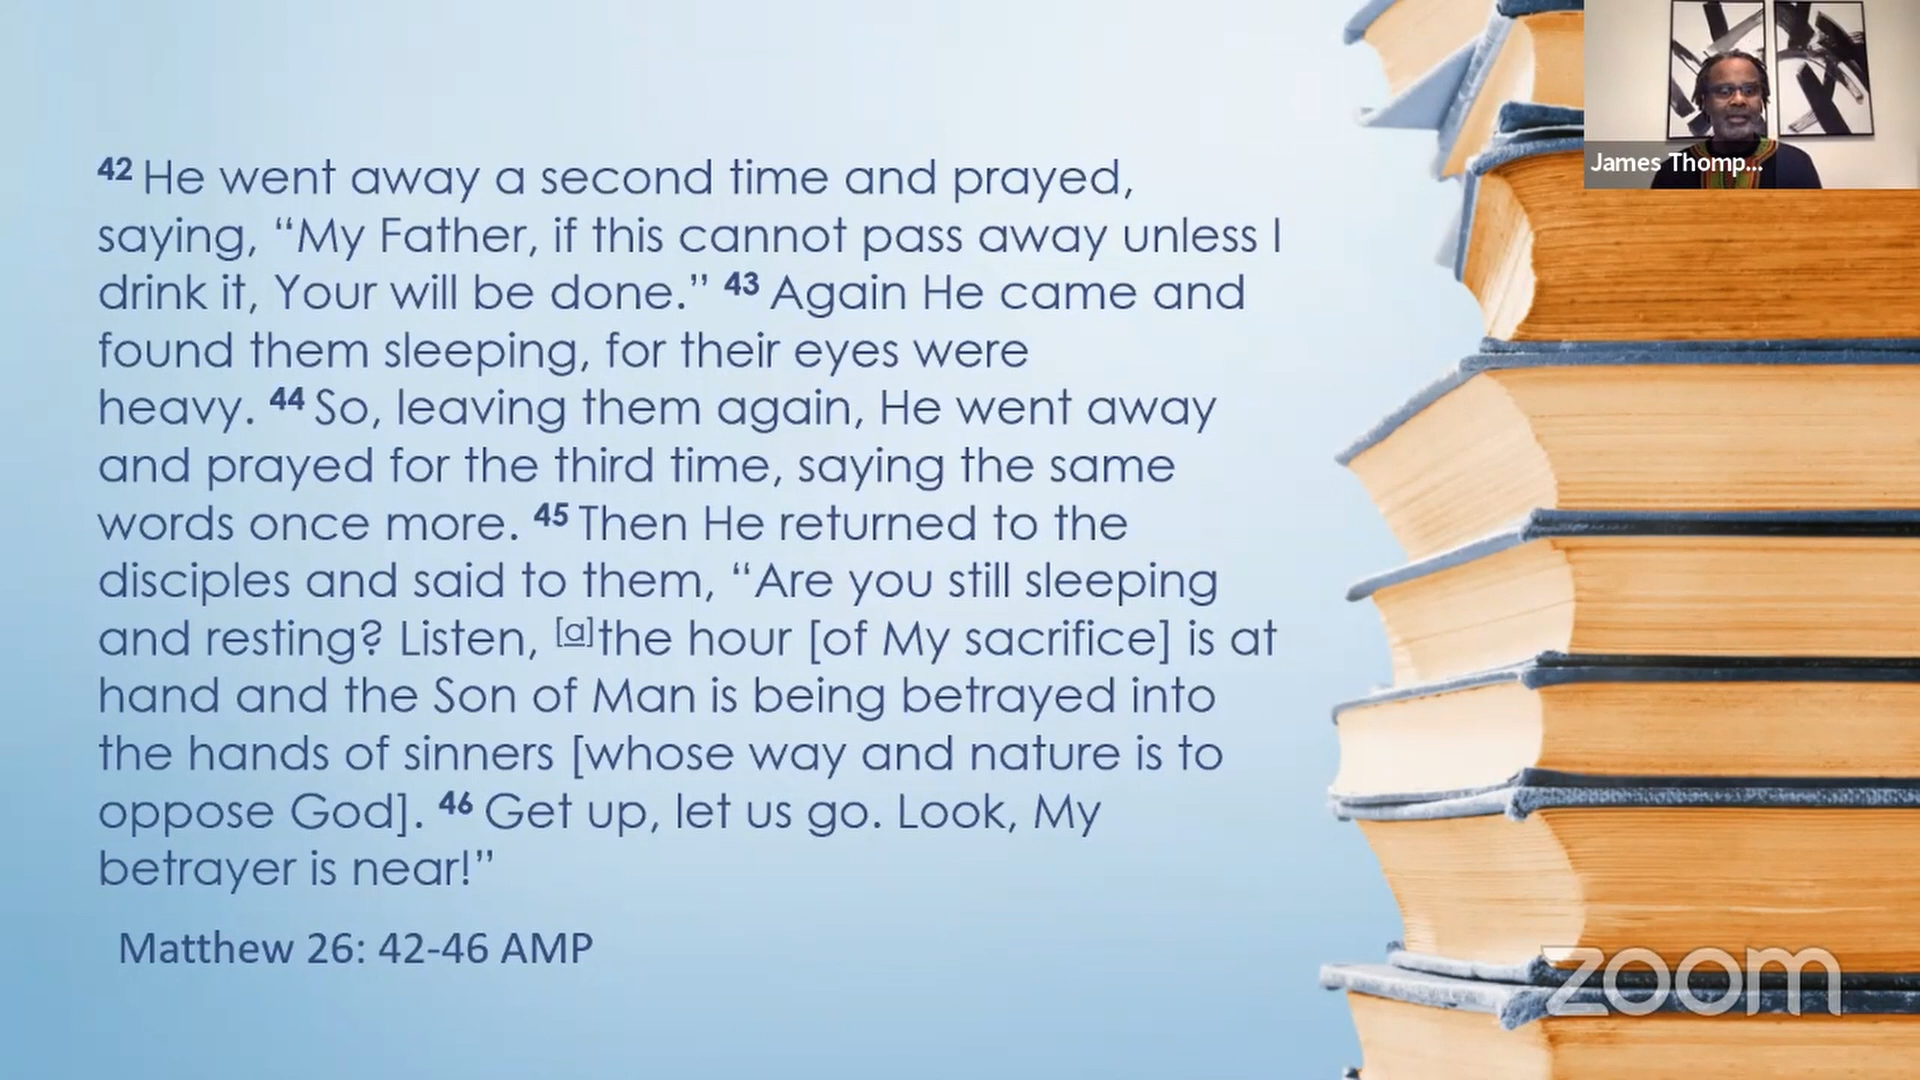 42 He went away a second time and prayed,
saying, “My Father, if this cannot pass away unless I
drink it, Your will be done.” 43 Again He came and
found them sleeping, for their eyes were
heavy. 44 So, leaving them again, He went away
and prayed for the third time, saying the same
words once more. 45 Then He returned to the
disciples and said to them, “Are you still sleeping
and resting? Listen, [a]the hour [of My sacrifice] is at
hand and the Son of Man is being betrayed into
the hands of sinners [whose way and nature is to
oppose God]. 46 Get up, let us go. Look, My
betrayer is near!”
Matthew 26: 42-46 AMP
James Thomp...
zoom